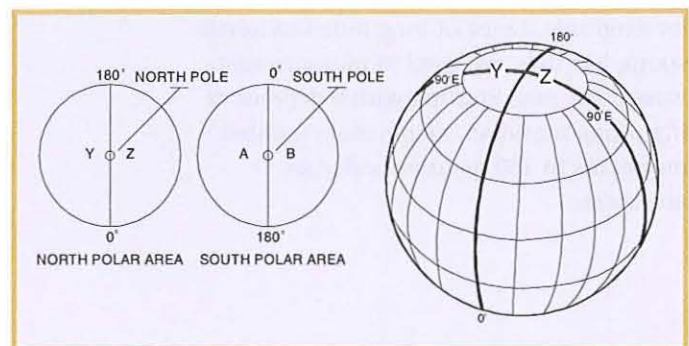 180°
NORTH POLE
Y Z
0°
NORTH POLAR AREA
0°
SOUTH POLE
A B
180°
SOUTH POLAR AREA
180°
Y Z
90°E
90°E
0°